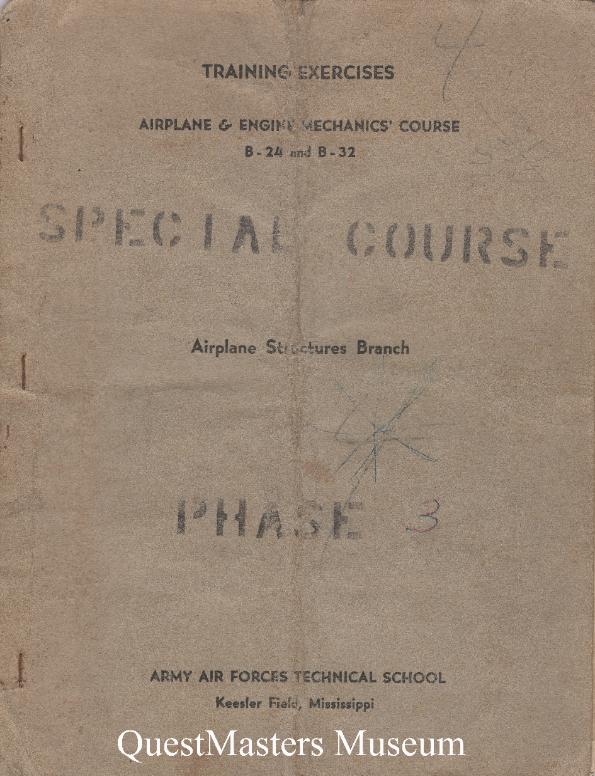 4
TRAINING EXERCISES
AIRPLANE & ENGINE MECHANICS' COURSE
B-24 and B-32
SPECIAL COURSE
Airplane Structures Branch
PHASE 3
ARMY AIR FORCES TECHNICAL SCHOOL
Keesler Field, Mississippi
QuestMasters Museum